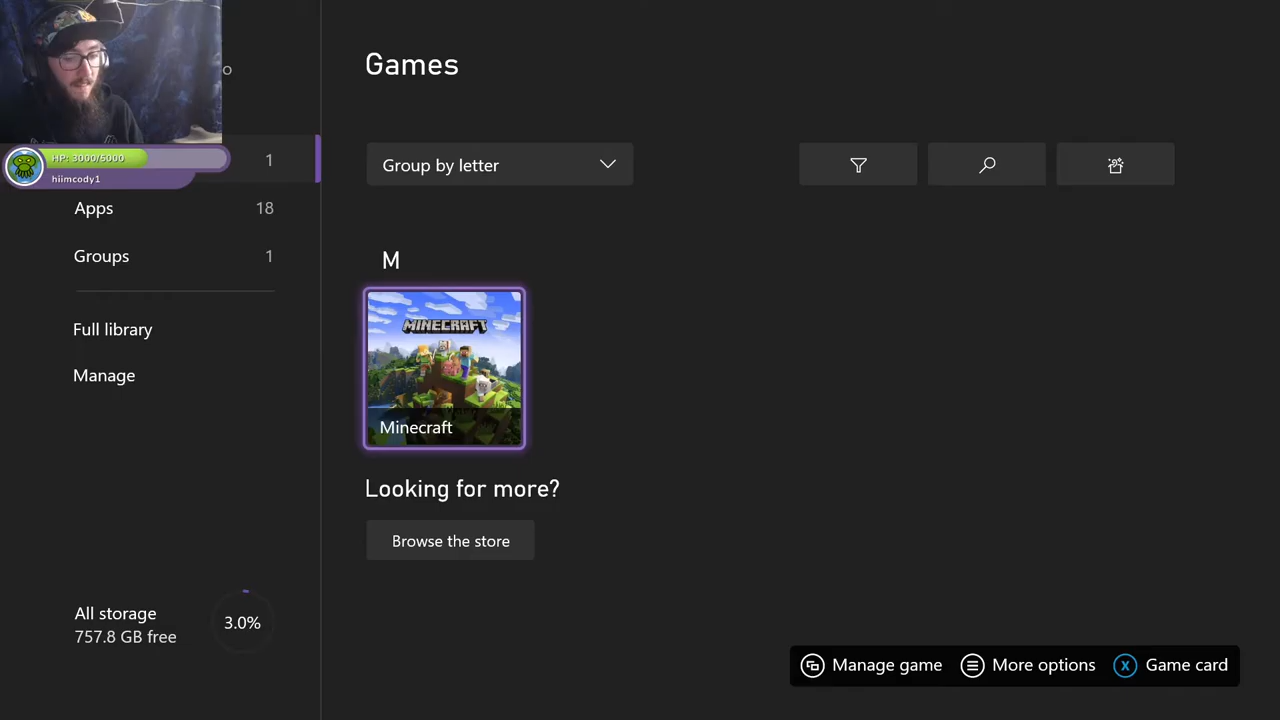 o
Games
HP: 3000/5000
hiimcody1
1
Group by letter
Apps 18
Groups 1
M
Full library
MINECRAFT
Manage
Minecraft
Looking for more?
Browse the store
All storage
757.8 GB free
3.0%
Manage game
More options
X Game card